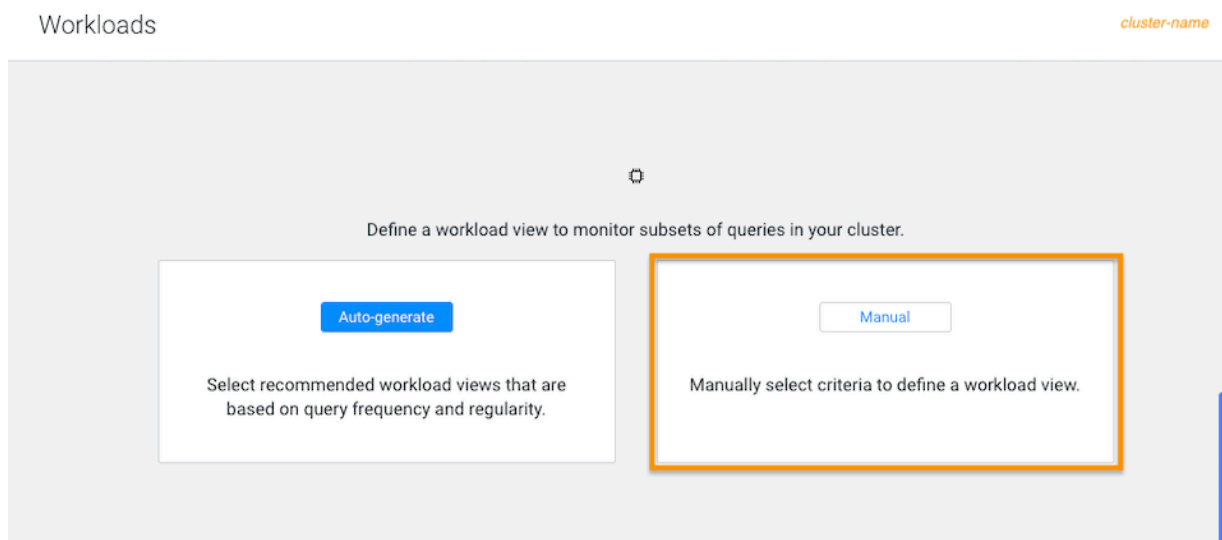 Workloads
cluster-name
Define a workload view to monitor subsets of queries in your cluster.
Auto-generate
Select recommended workload views that are
based on query frequency and regularity.
Manual
Manually select criteria to define a workload view.